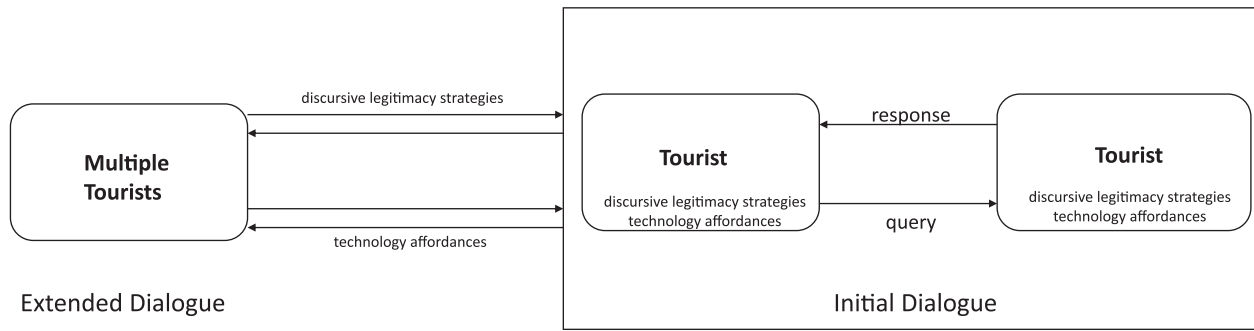 discursive legitimacy strategies
Multiple
Tourists
technology affordances
Extended Dialogue
Tourist
discursive legitimacy strategies
technology affordances
response
query
Tourist
discursive legitimacy strategies
technology affordances
Initial Dialogue